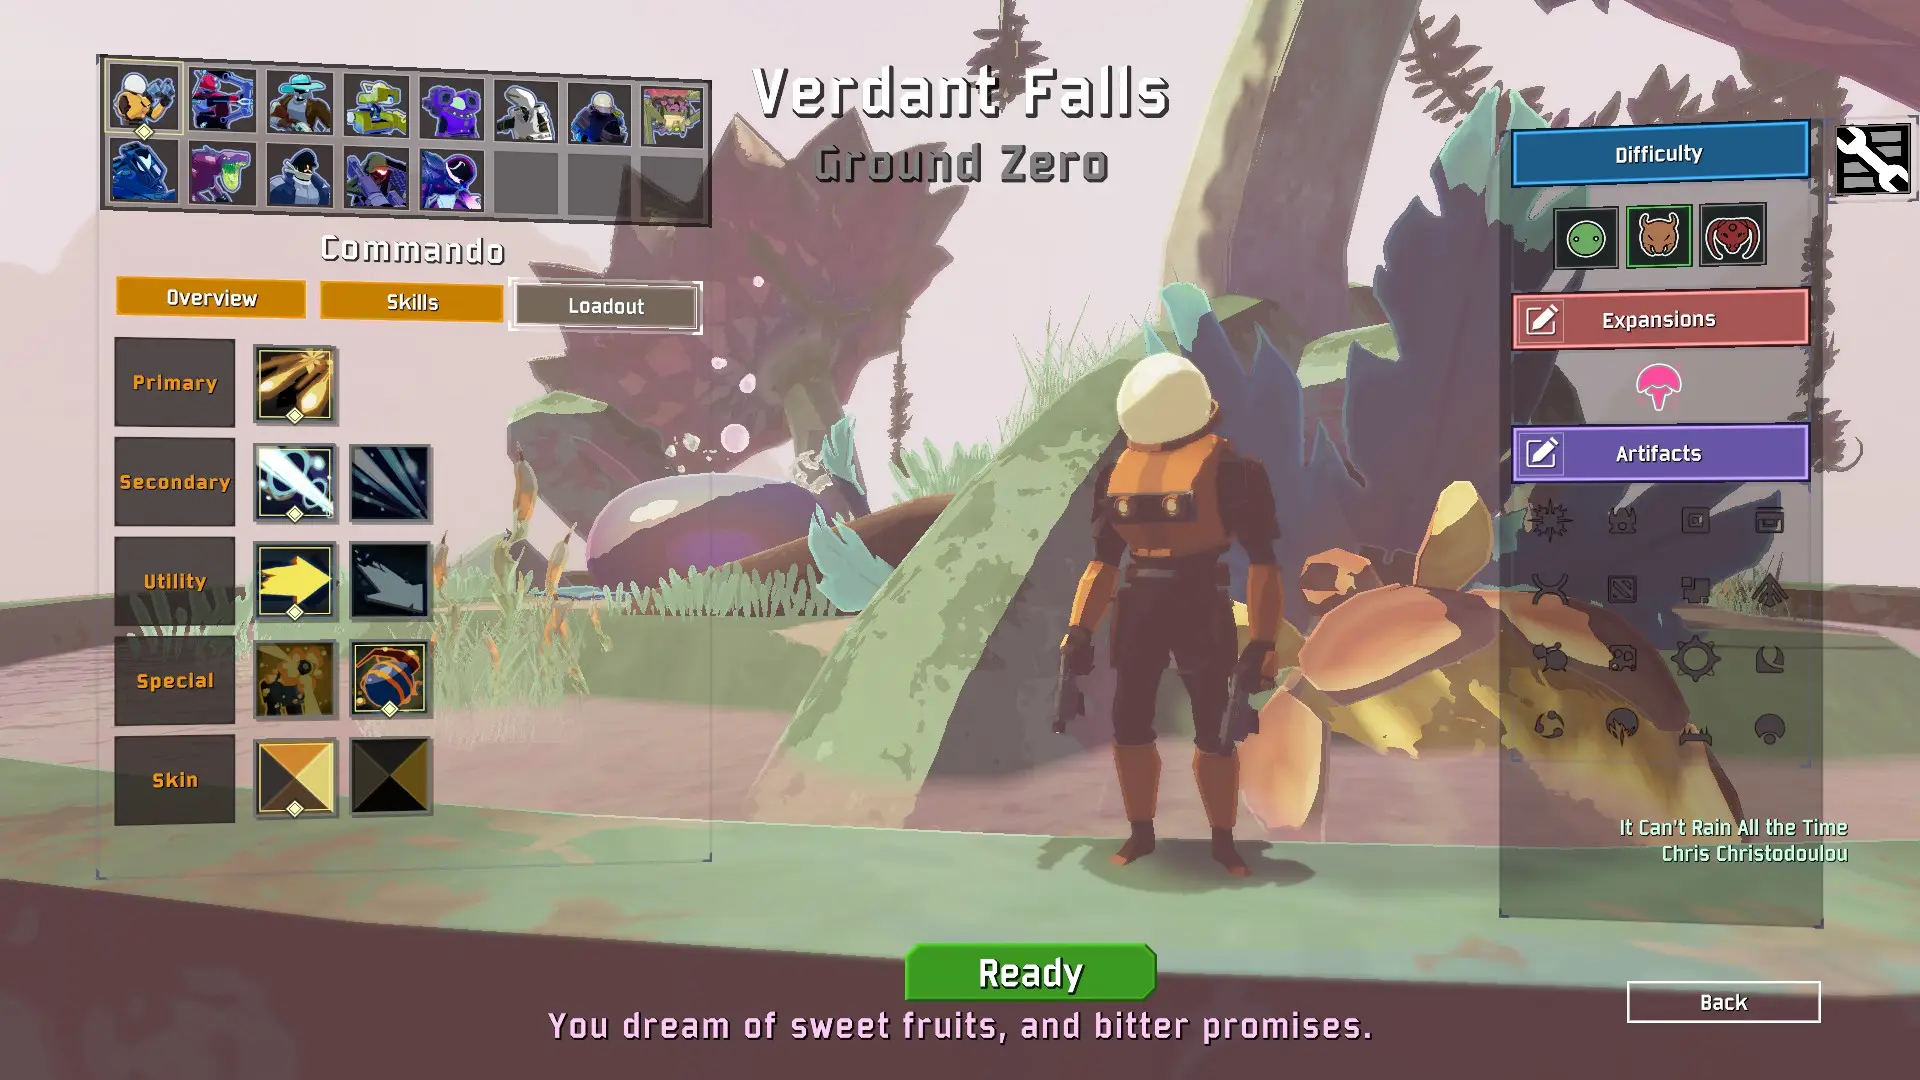 Verdant Falls
Ground Zero
Commando
Overview
Skills
Loadout
Primary
Secondary
Utility
Special
Skin
Difficulty
Expansions
Artifacts
It Can't Rain All the Time
Chris Christodoulou
Ready
You dream of sweet fruits, and bitter promises.
Back